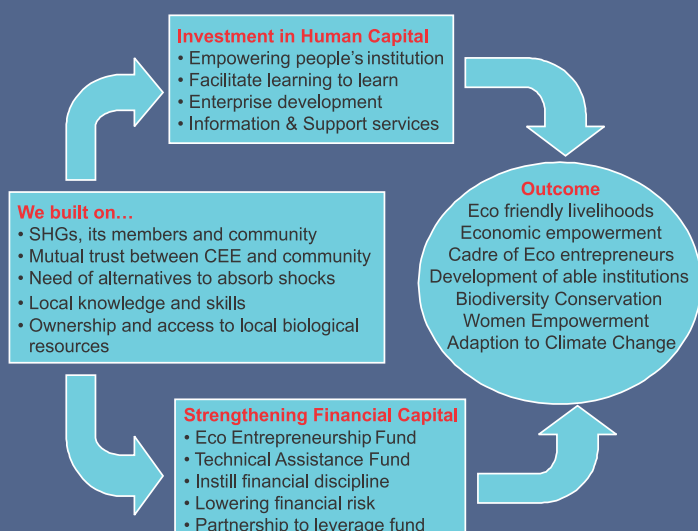 Investment in Human Capital
• Empowering people's institution
• Facilitate learning to learn
• Enterprise development
• Information & Support services
We built on...
• SHGs, its members and community
• Mutual trust between CEE and community
• Need of alternatives to absorb shocks
• Local knowledge and skills
• Ownership and access to local biological
resources
Outcome
Eco friendly livelihoods
Economic empowerment
Cadre of Eco entrepreneurs
Development of able institutions
Biodiversity Conservation
Women Empowerment
Adaption to Climate Change
Strengthening Financial Capital
• Eco Entrepreneurship Fund
• Technical Assistance Fund
• Instill financial discipline
• Lowering financial risk
• Partnership to leverage fund